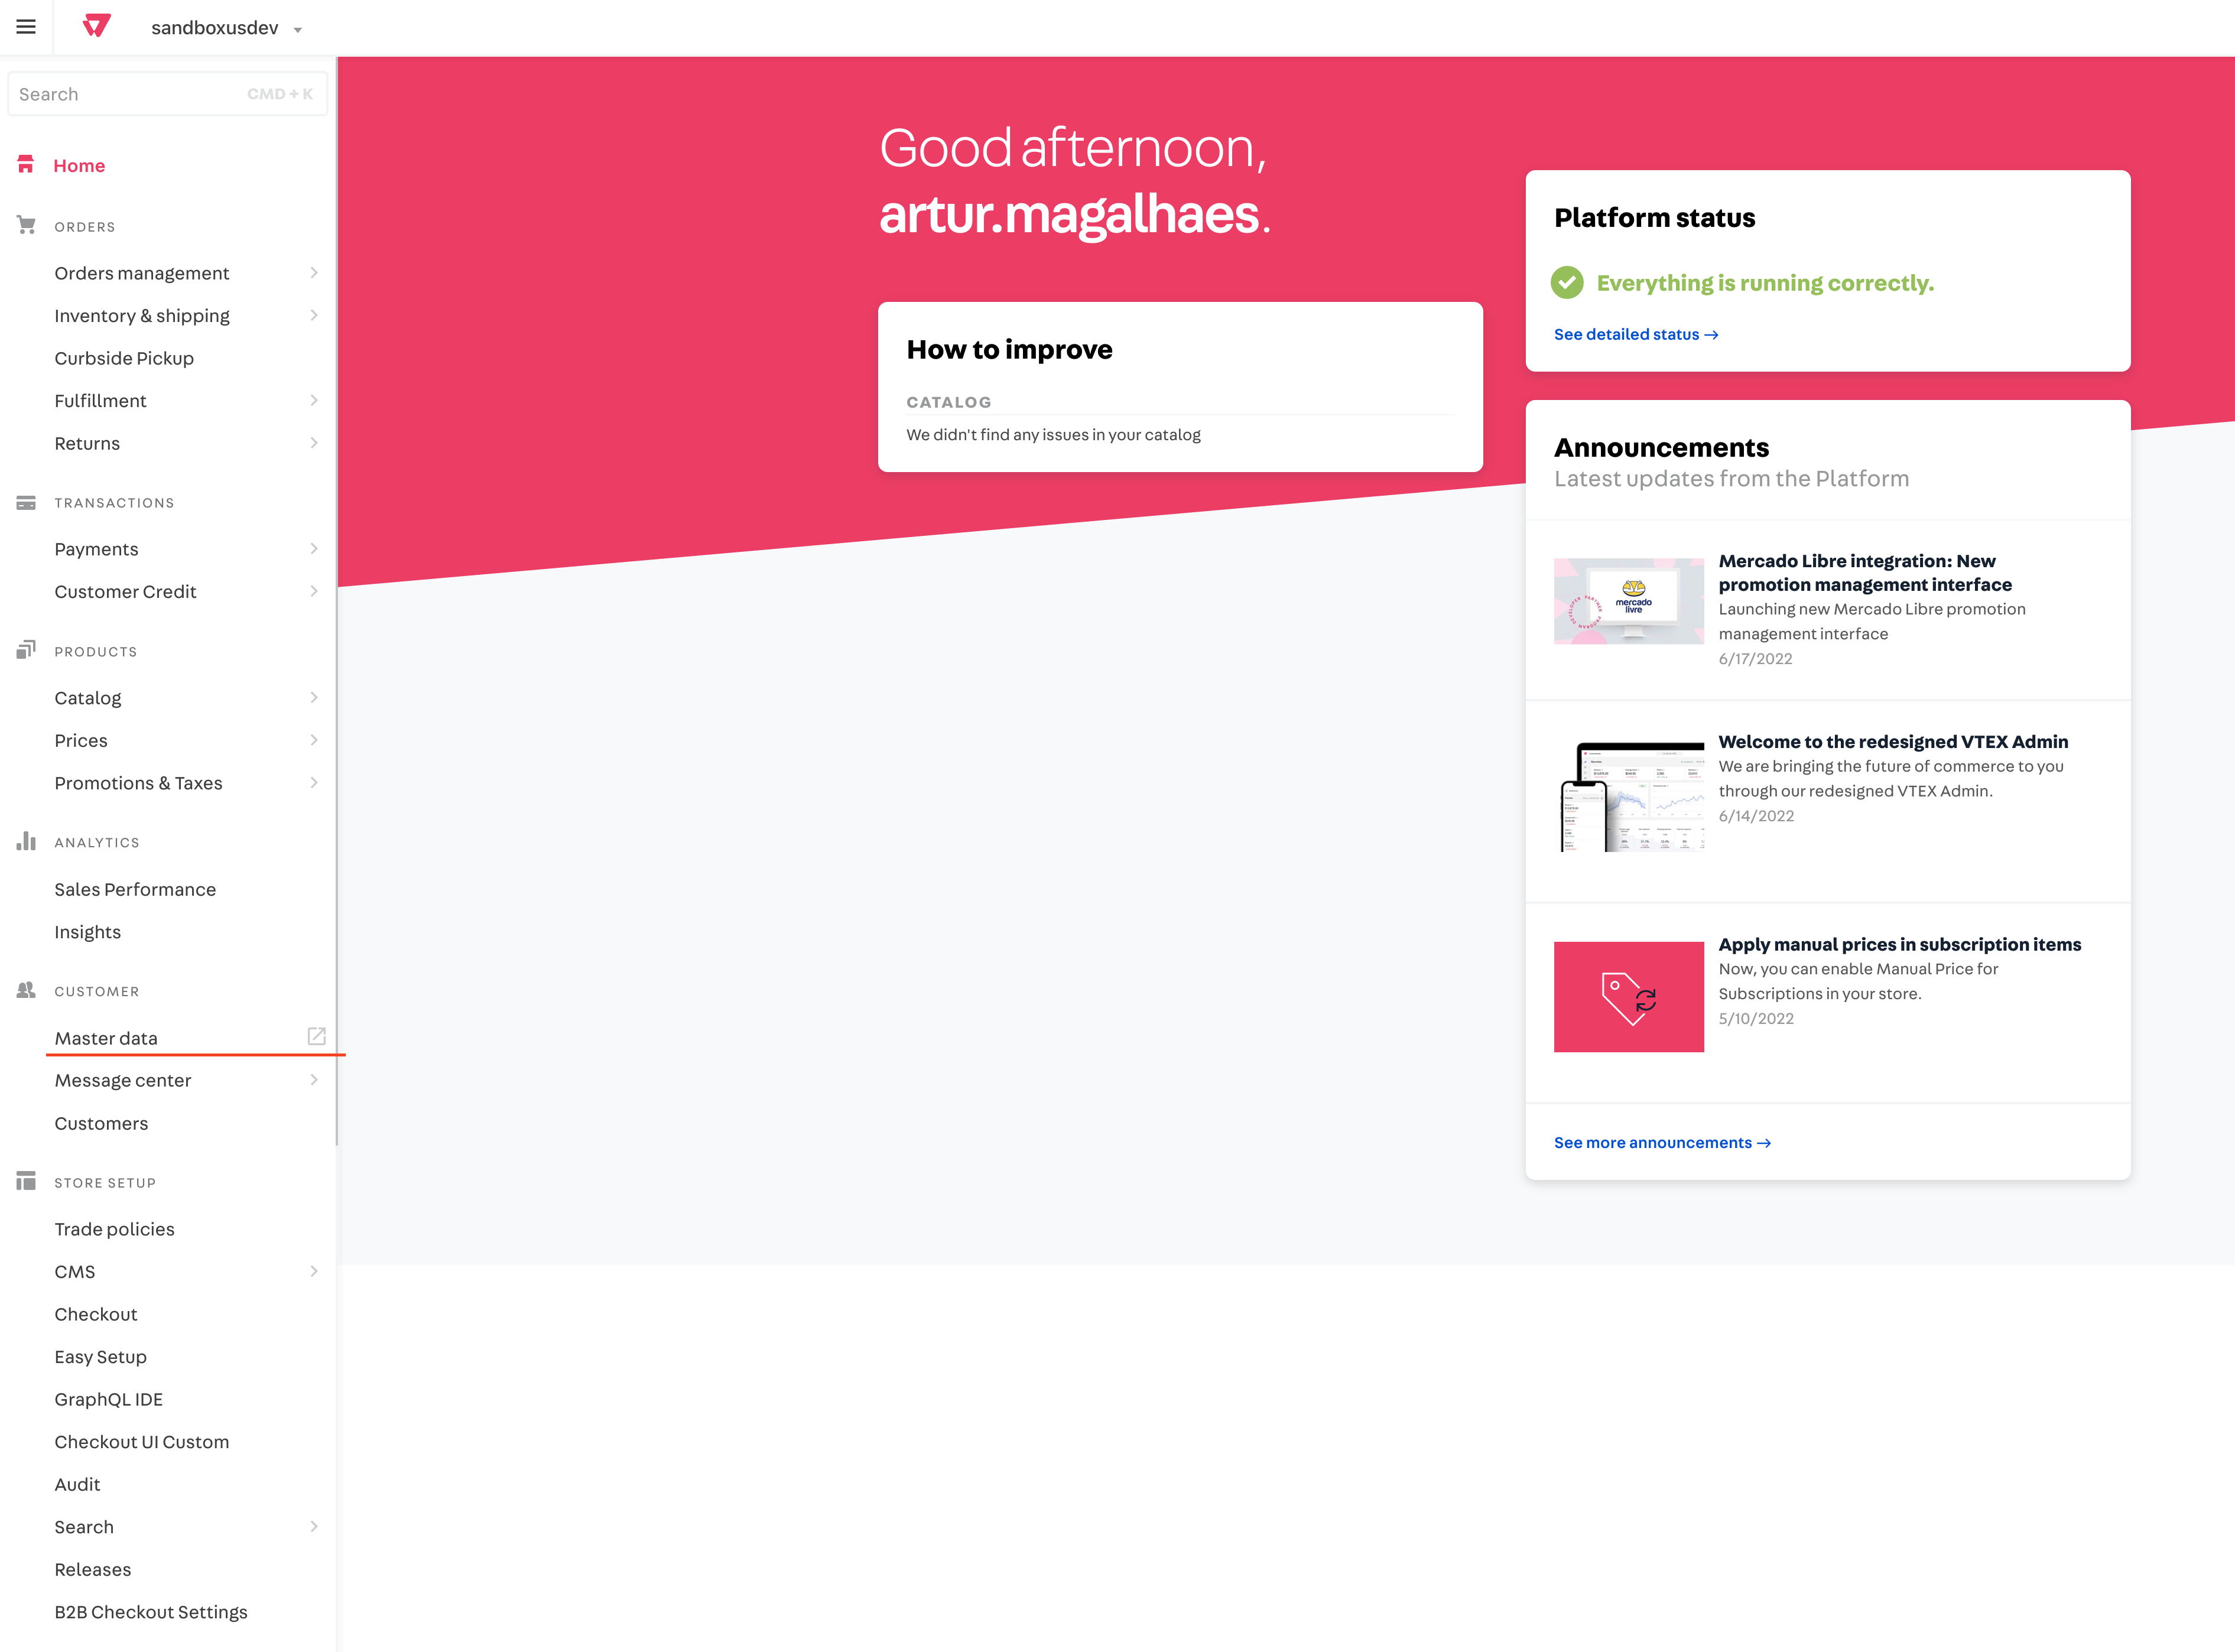 sandboxusdev
Search CMD + K
Home
ORDERS
Orders management
Inventory & shipping
Curbside Pickup
Fulfillment
Returns
TRANSACTIONS
Payments
Customer Credit
PRODUCTS
Catalog
Prices
Promotions & Taxes
ANALYTICS
Sales Performance
Insights
CUSTOMER
Master data
Message center
Customers
STORE SETUP
Trade policies
CMS
Checkout
Easy Setup
GraphQL IDE
Checkout UI Custom
Audit
Search
Releases
B2B Checkout Settings
Good afternoon,
artur.magalhaes.
How to improve
CATALOG
We didn't find any issues in your catalog
Platform status
Everything is running correctly.
See detailed status →
Announcements
Latest updates from the Platform
mercado
livre
Mercado Libre integration: New
promotion management interface
Launching new Mercado Libre promotion
management interface
6/17/2022
Welcome to the redesigned VTEX Admin
We are bringing the future of commerce to you
through our redesigned VTEX Admin.
6/14/2022
Apply manual prices in subscription items
Now, you can enable Manual Price for
Subscriptions in your store.
5/10/2022
See more announcements →